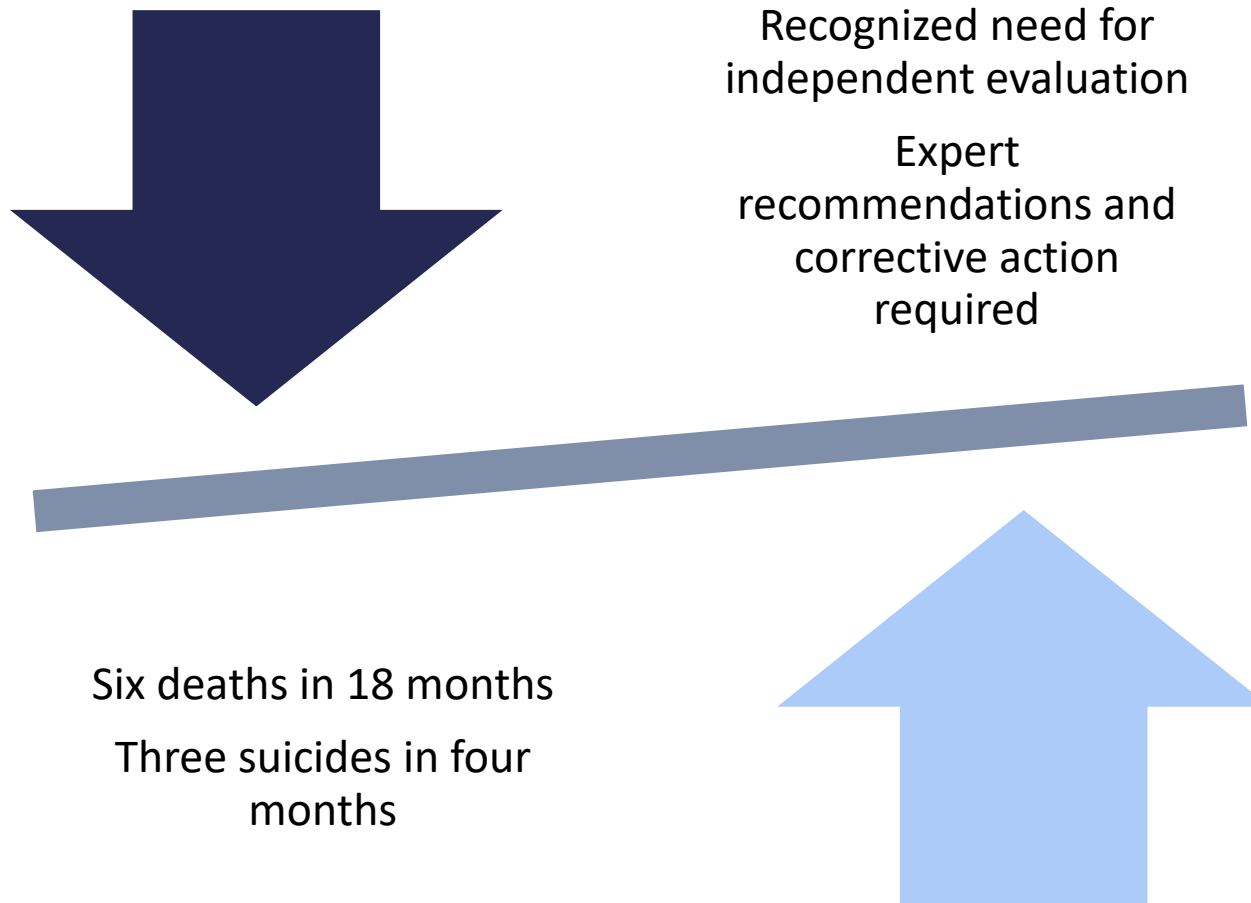 Recognized need for
independent evaluation
Expert
recommendations and
corrective action
required
Six deaths in 18 months
Three suicides in four
months